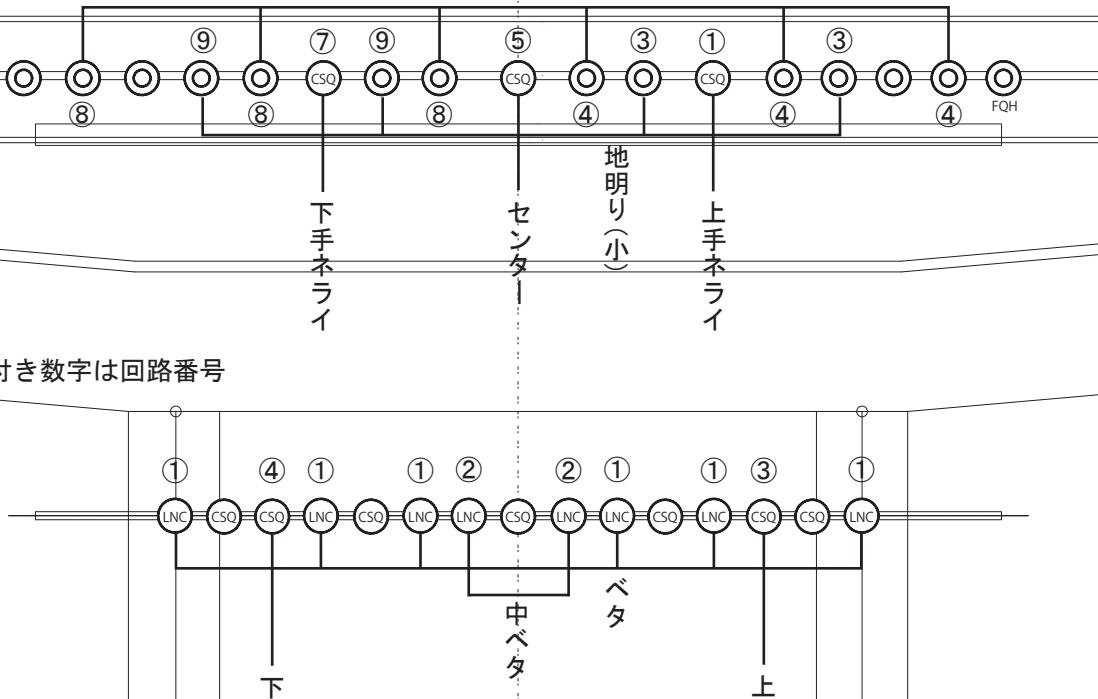 ⑨ ⑦ ⑨ ⑤ ③ ① ③
CSQ CSQ CSQ
FQH
⑧ ⑧ ⑧ ④ ④ ④
下手ネライ
センター
地明り(小)
上手ネライ
付き数字は回路番号
① ④ ① ① ② ② ① ① ③ ①
LNC CSQ CSQ LNC CSQ LNC LNC CSQ LNC LNC CSQ LNC CSQ CSQ LNC
下
中ベタ
ベタ
上